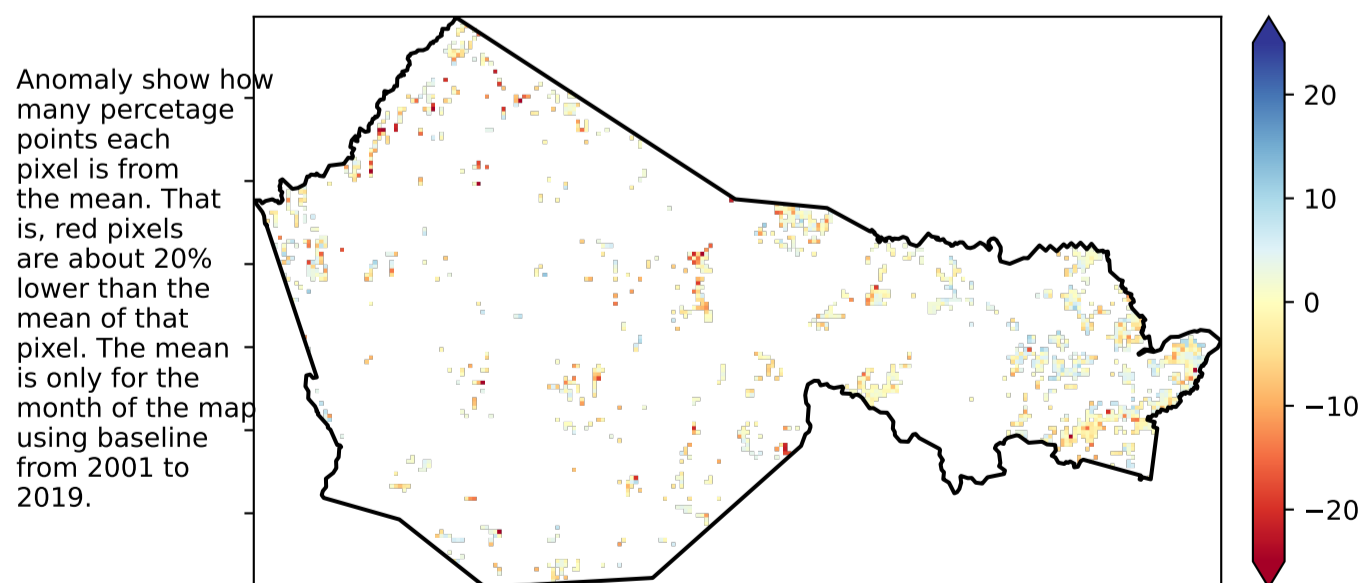 Anomaly show how
many percetage
points each
pixel is from
the mean. That
is, red pixels
are about 20%
lower than the
mean of that
pixel. The mean
is only for the
month of the map
using baseline
from 2001 to
2019.
20
10
0
−10
−20